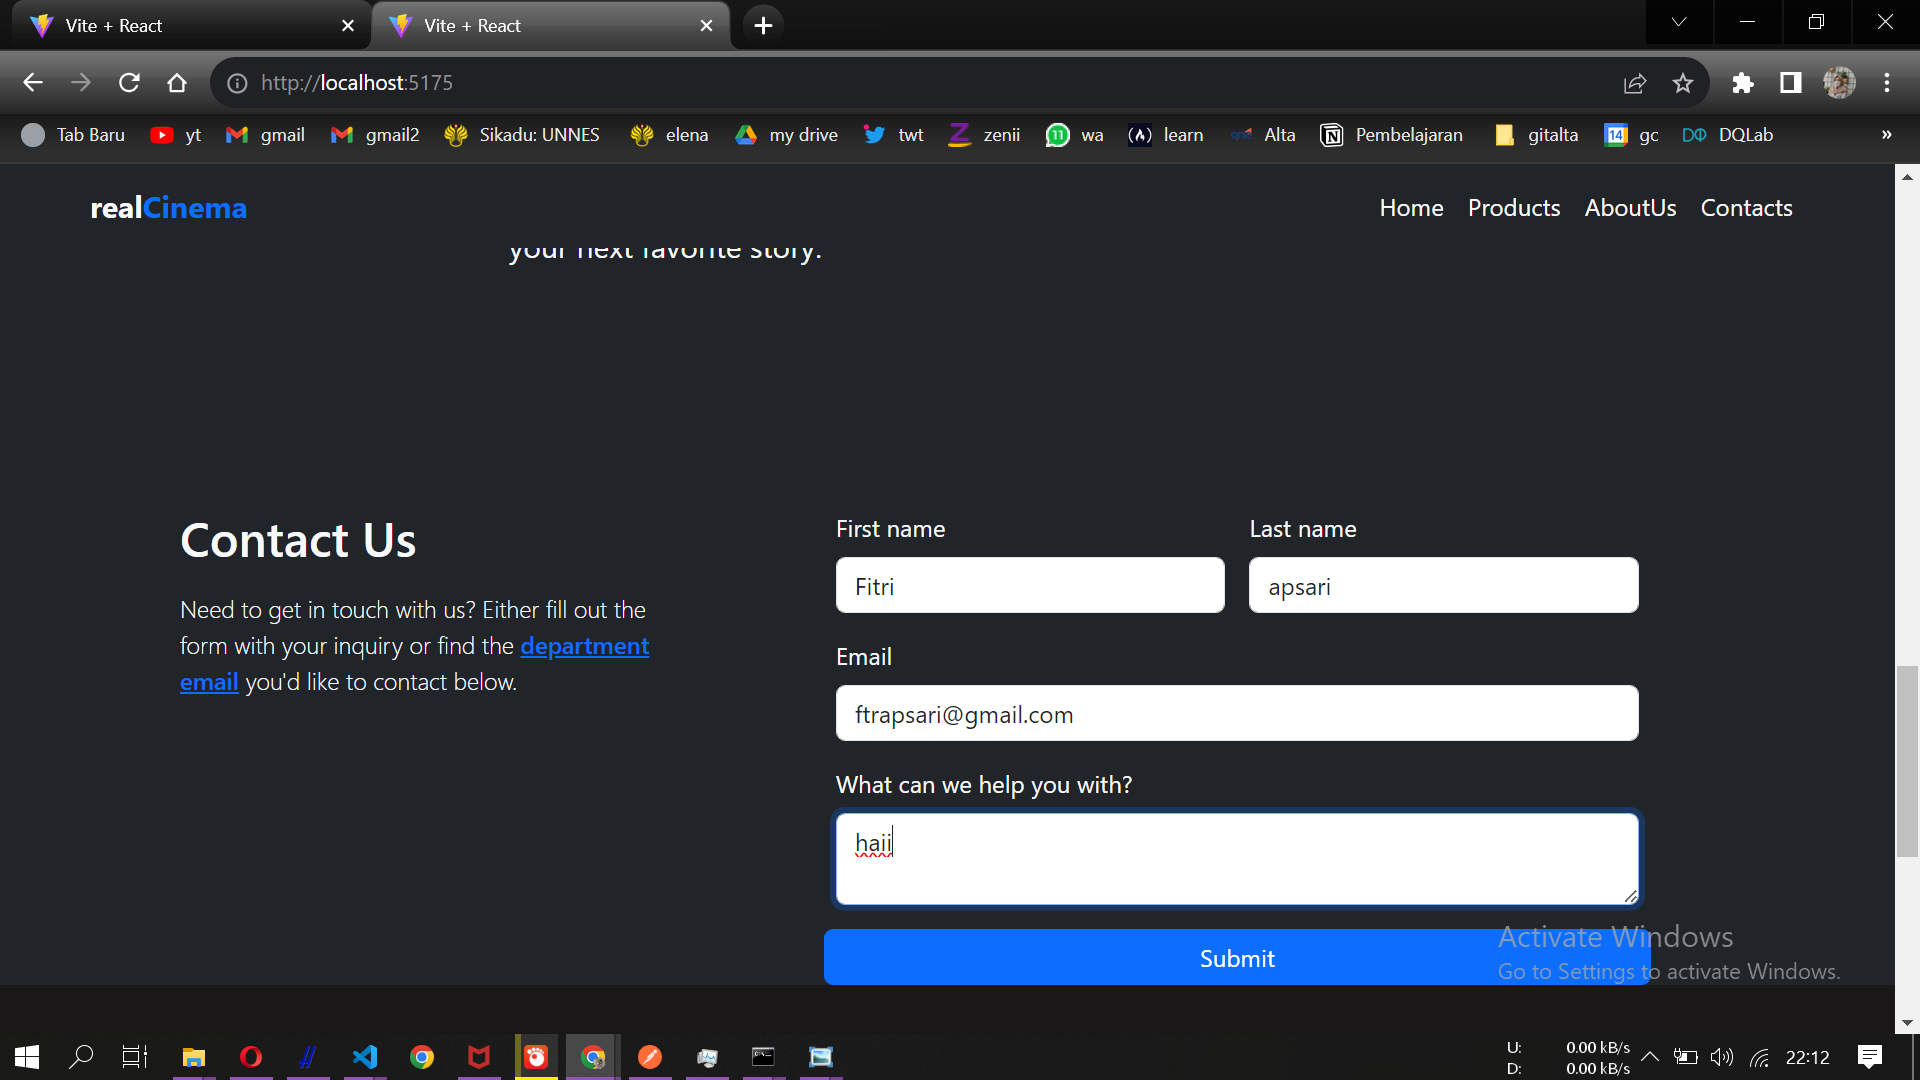 Vite + React
Vite + React
http://localhost:5175
Tab Baru yt gmail gmail2 Sikadu: UNNES elena my drive twt zenii 11 wa learn Alta Pembelajaran gitalta 14 gc DQLab »
realCinema
Home Products AboutUs Contacts
your next favorite story.
Contact Us
Need to get in touch with us? Either fill out the
form with your inquiry or find the department
email you'd like to contact below.
First name
Last name
Fitri
apsari
Email
ftrapsari@gmail.com
What can we help you with?
haii
Submit
Activate Windows
Go to Settings to activate Windows.
U: 0.00 kB/s
D: 0.00 kB/s
22:12